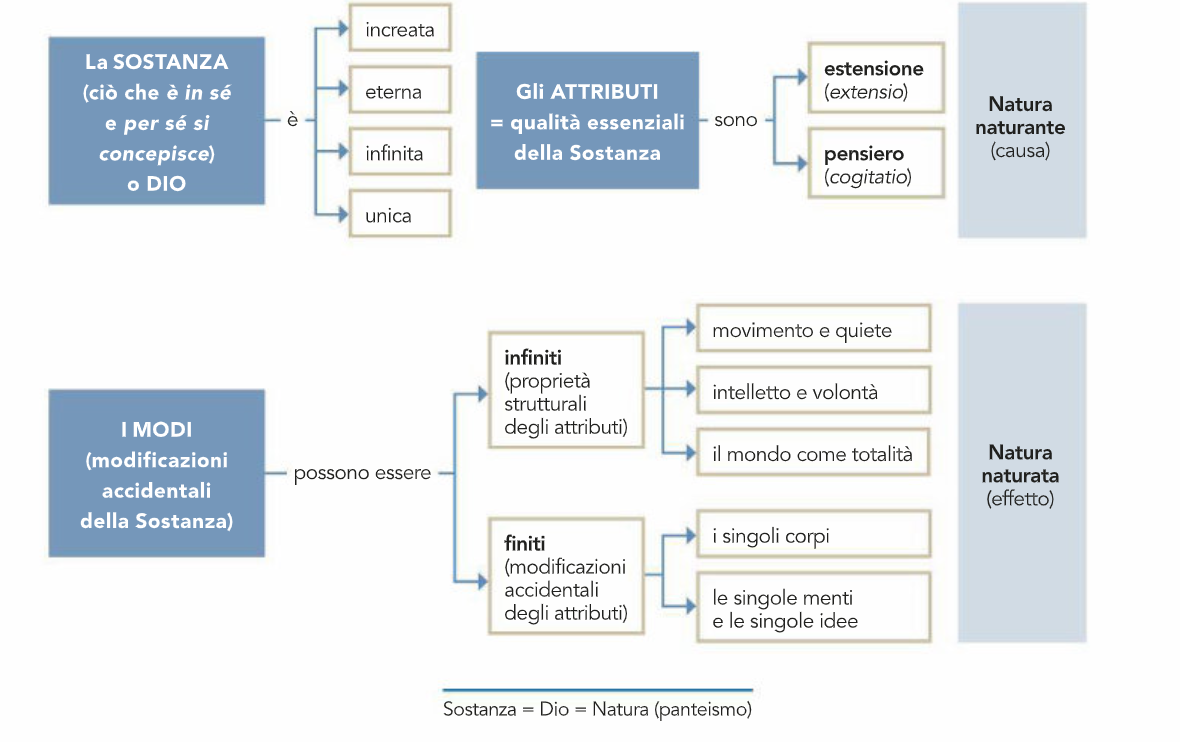 La SOSTANZA
(ciò che è in sé
e per sé si
concepisce)
o DIO
è
increata
eterna
infinita
unica
Gli ATTRIBUTI
= qualità essenziali
della Sostanza
sono
estensione
(extensio)
pensiero
(cogitatio)
Natura
naturante
(causa)
I MODI
(modificazioni
accidentali
della Sostanza)
possono essere
infiniti
(proprietà
strutturali
degli attributi)
movimento e quiete
intelletto e volontà
il mondo come totalità
finiti
(modificazioni
accidentali
degli attributi)
i singoli corpi
le singole menti
e le singole idee
Natura
naturata
(effetto)
Sostanza = Dio = Natura (panteismo)